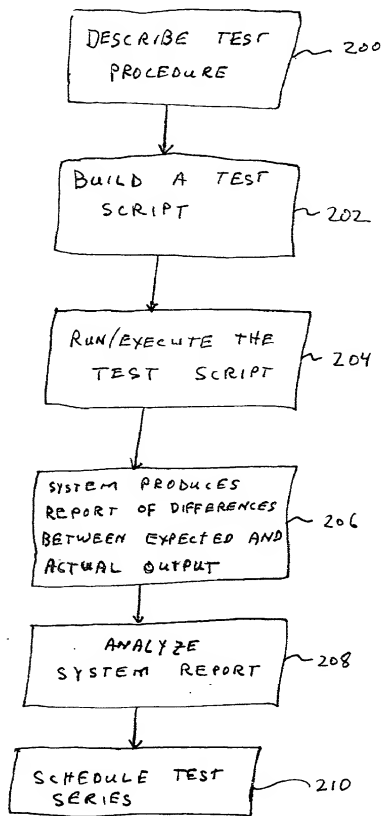 DESCRIBE TEST
PROCEDURE
200
BUILD A TEST
SCRIPT
202
RUN/EXECUTE THE
TEST SCRIPT
204
SYSTEM PRODUCES
REPORT OF DIFFERENCES
BETWEEN EXPECTED AND
ACTUAL OUTPUT
206
ANALYZE
SYSTEM REPORT
208
SCHEDULE TEST
SERIES
210